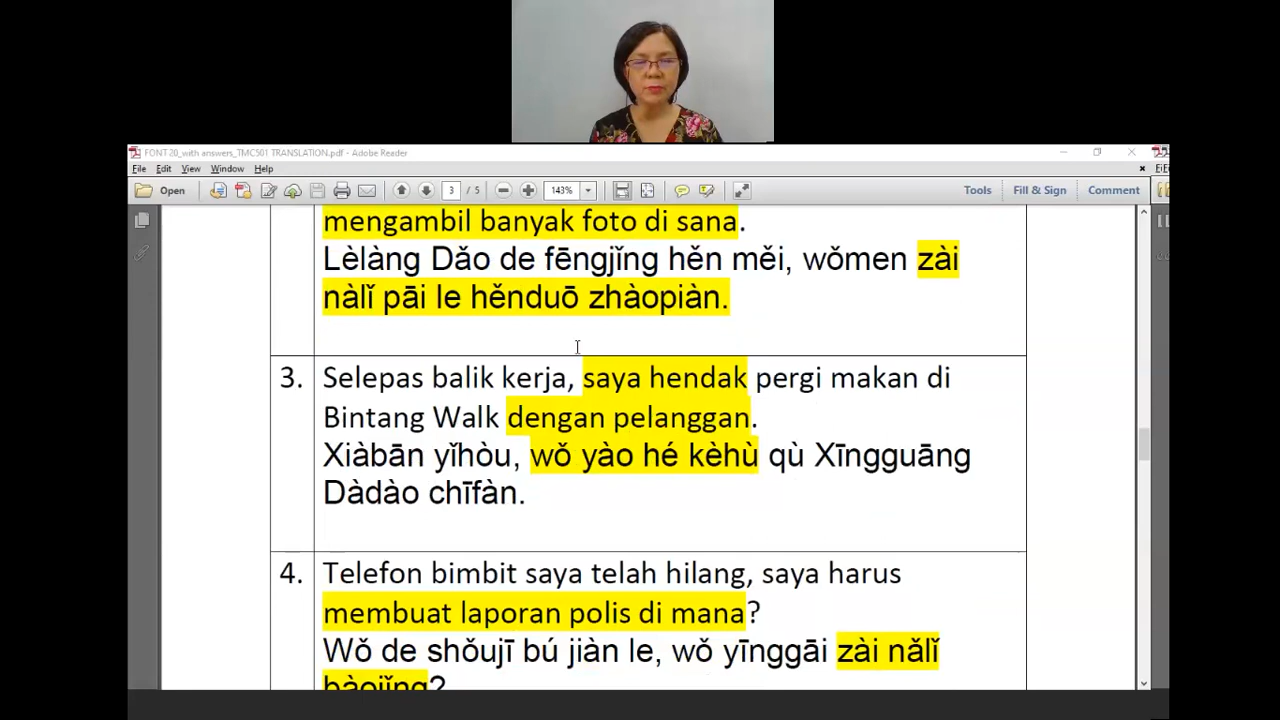 FONT 20_with answers_TMC501 TRANSLATION.pdf - Adobe Reader
File Edit View Window Help
Open 3 / 5 143% Tools Fill & Sign Comment
mengambil banyak foto di sana.
Lèlàng Dǎo de fēngjǐng hěn měi, wǒmen zài
nàlǐ pāi le hěnduō zhàopiàn.
3. Selepas balik kerja, saya hendak pergi makan di
Bintang Walk dengan pelanggan.
Xiàbān yǐhòu, wǒ yào hé kèhù qù Xīngguāng
Dàdào chīfàn.
4. Telefon bimbit saya telah hilang, saya harus
membuat laporan polis di mana?
Wǒ de shǒujī bú jiàn le, wǒ yīnggāi zài nǎlǐ
bàojǐng?